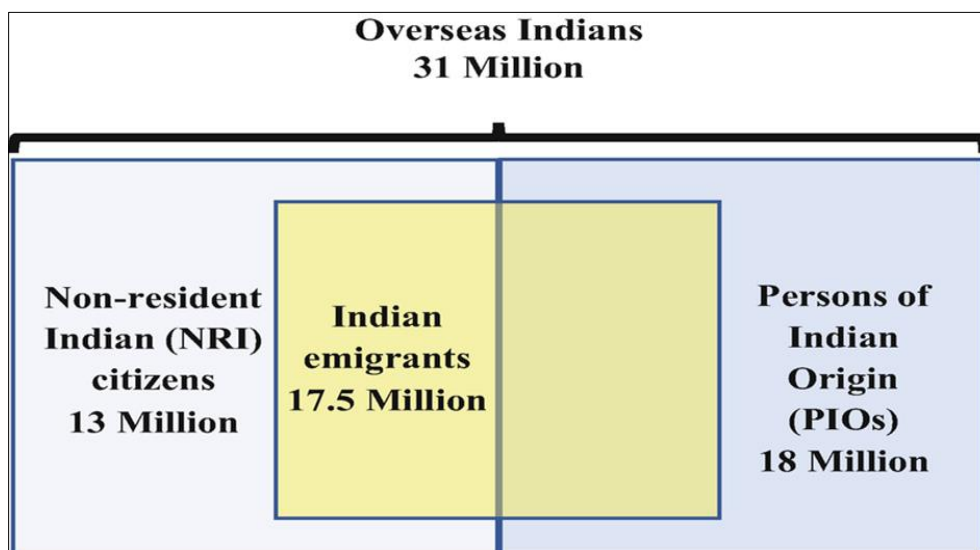 Overseas Indians
31 Million
Non-resident
Indian (NRI)
citizens
13 Million
Indian
emigrants
17.5 Million
Persons of
Indian
Origin
(PIOs)
18 Million